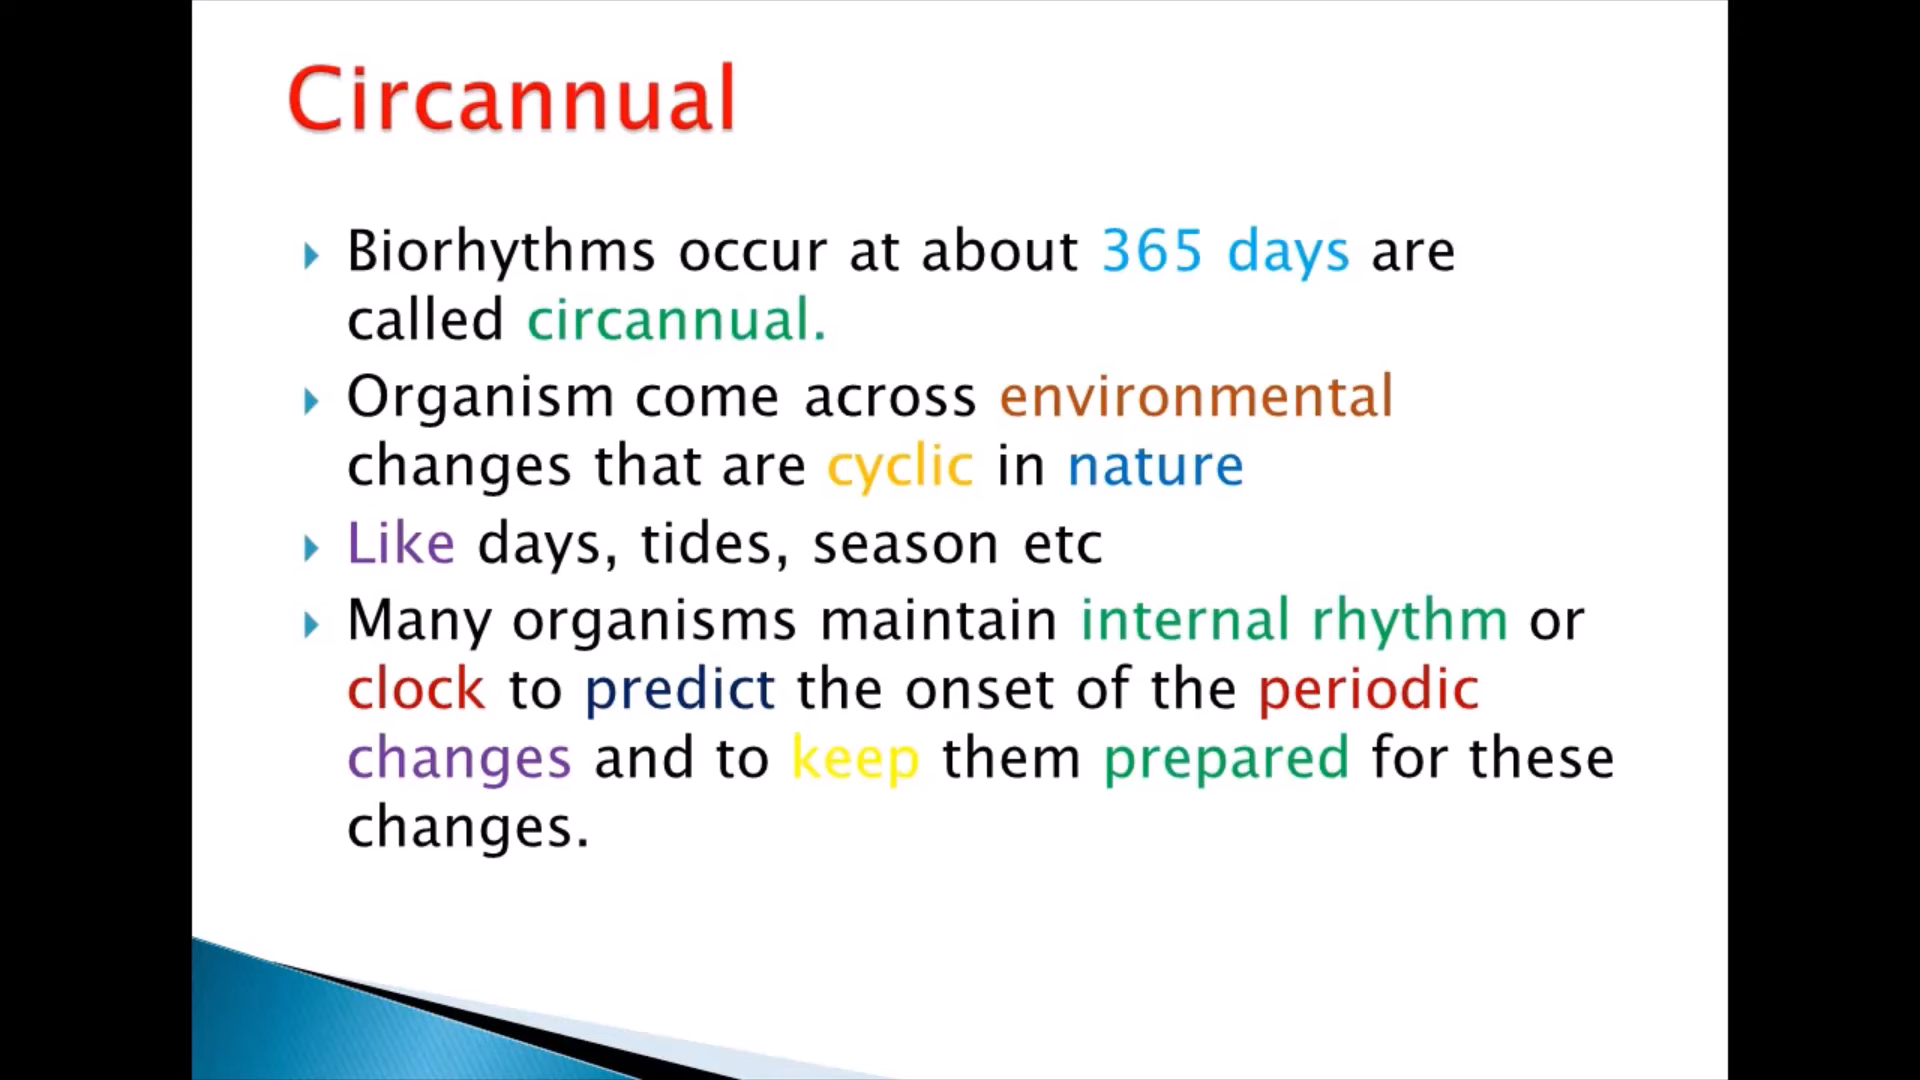 Circannual
Biorhythms occur at about 365 days are
called circannual.
Organism come across environmental
changes that are cyclic in nature
Like days, tides, season etc
Many organisms maintain internal rhythm or
clock to predict the onset of the periodic
changes and to keep them prepared for these
changes.